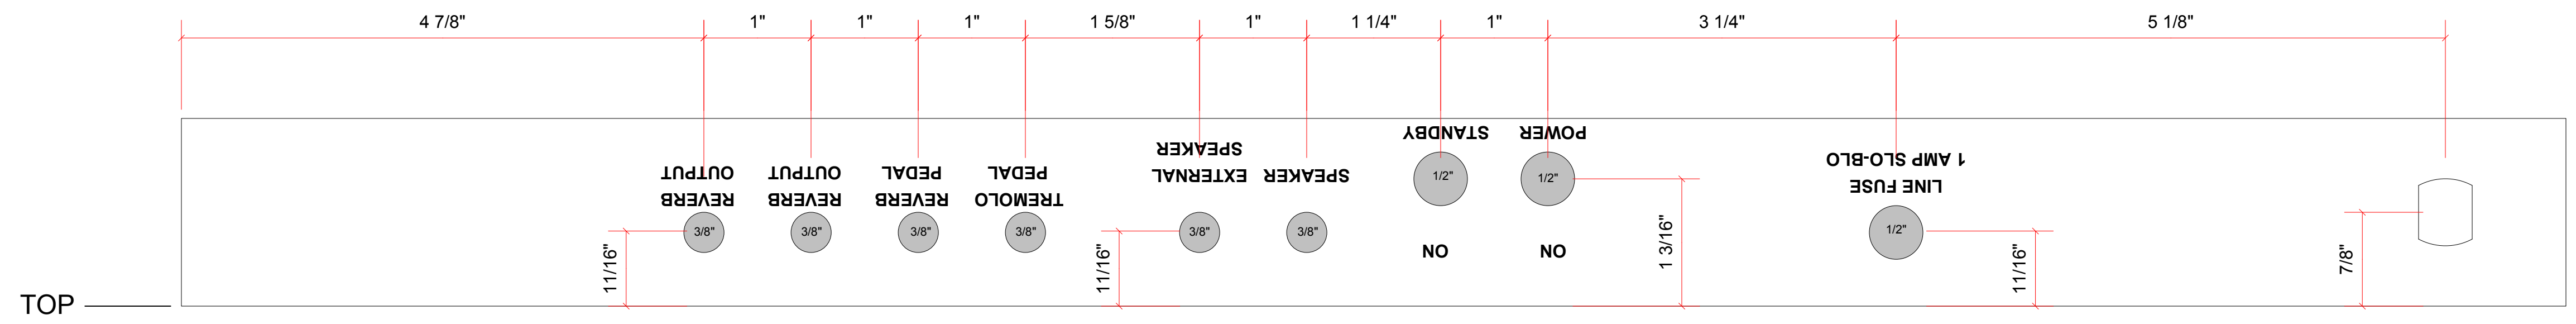 4 7/8"
1"
1"
1"
1 5/8"
1"
1 1/4"
1"
3 1/4"
5 1/8"
REVERB
OUTPUT
REVERB
OUTPUT
REVERB
PEDAL
TREMOLO
PEDAL
EXTERNAL
SPEAKER
SPEAKER
STANDBY
POWER
LINE FUSE
1 AMP SLO-BLO
3/8"
3/8"
3/8"
3/8"
3/8"
3/8"
1/2"
1/2"
1/2"
ON
ON
11/16"
11/16"
1 3/16"
11/16"
7/8"
TOP